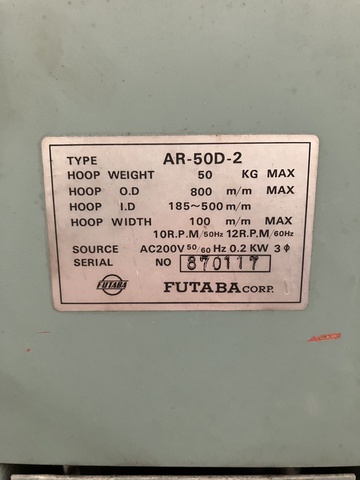 TYPE AR-50D-2
HOOP WEIGHT 50 KG MAX
HOOP O.D 800 m/m MAX
HOOP I.D 185~500 m/m
HOOP WIDTH 100 m/m MAX
10R.P.M/50Hz 12R.P.M/60Hz
SOURCE AC200V 50/60 Hz 0.2 KW 3 ϕ
SERIAL NO 870117
FUTABA FUTABA CORP.